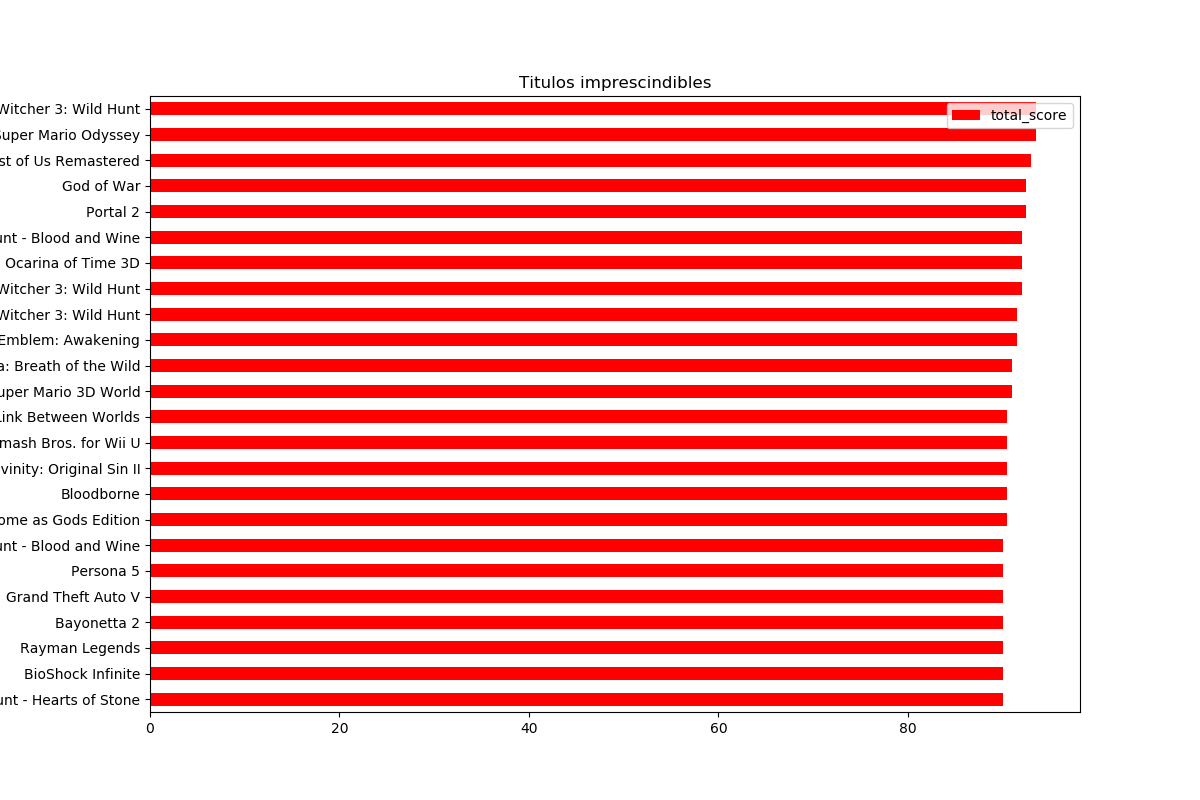 Titulos imprescindibles
total_score
Witcher 3: Wild Hunt
Super Mario Odyssey
st of Us Remastered
God of War
Portal 2
unt - Blood and Wine
Ocarina of Time 3D
Witcher 3: Wild Hunt
Witcher 3: Wild Hunt
Emblem: Awakening
a: Breath of the Wild
uper Mario 3D World
Link Between Worlds
mash Bros. for Wii U
vinity: Original Sin II
Bloodborne
ome as Gods Edition
unt - Blood and Wine
Persona 5
Grand Theft Auto V
Bayonetta 2
Rayman Legends
BioShock Infinite
unt - Hearts of Stone
0 20 40 60 80